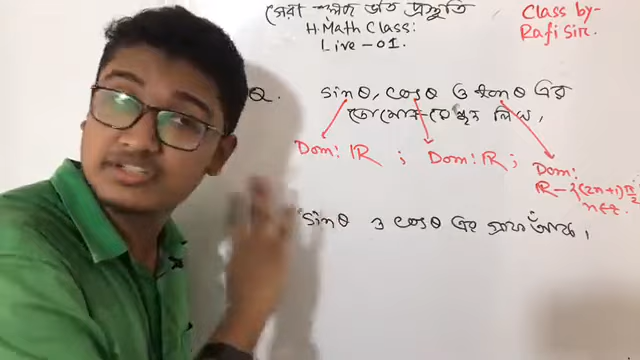 সেরা ভর্তি প্রস্তুতি
H.Math Class:
Live-01.
Class by-
Rafi Sir.
Q. sinθ, cosθ ও tanθ এর
ডোমেন-রেঞ্জ লিখ,
Dom: ℝ ; Dom: ℝ ; Dom:
ℝ - {(2n+1)π/2
n∈z
sinθ ও cosθ এর গ্রাফ আঁক,